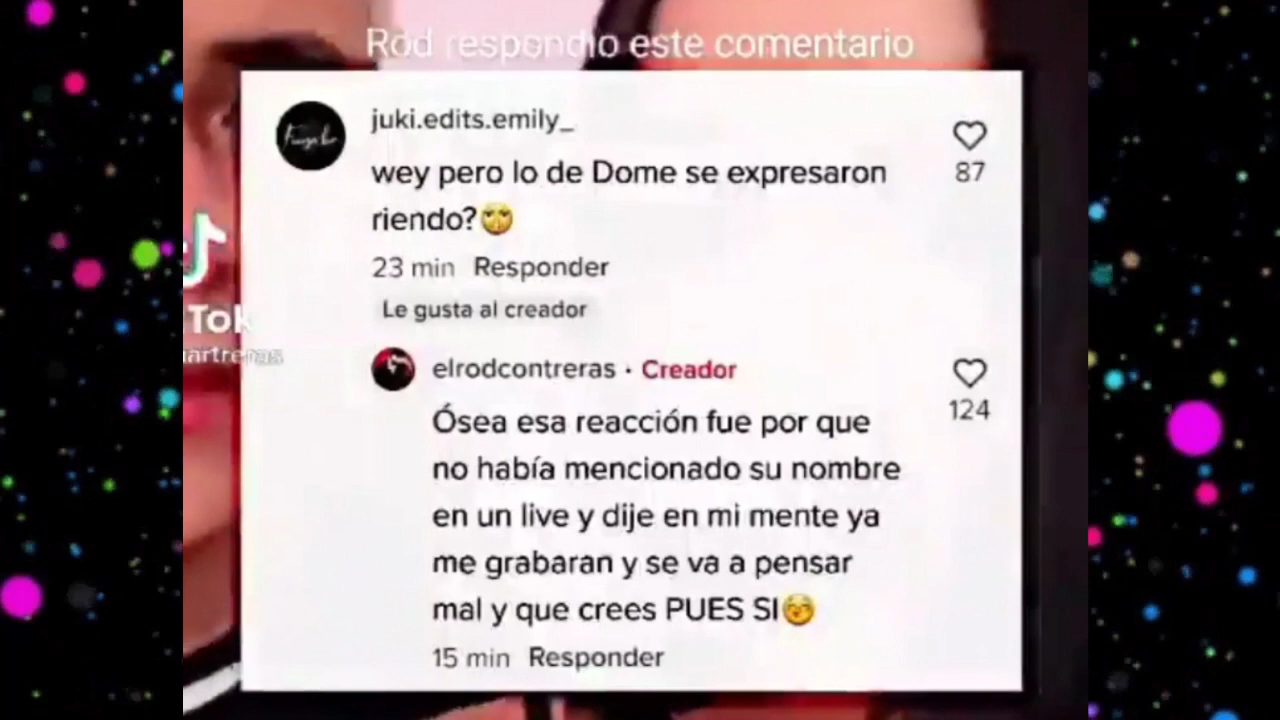 Rod respondio este comentario
juki.edits.emily_
wey pero lo de Dome se expresaron
riendo?🫣
87
23 min Responder
Le gusta al creador
Tok
elrodcontreras · Creador
Ósea esa reacción fue por que
124
no había mencionado su nombre
en un live y dije en mi mente ya
me grabaran y se va a pensar
mal y que crees PUES SI🤭
15 min Responder